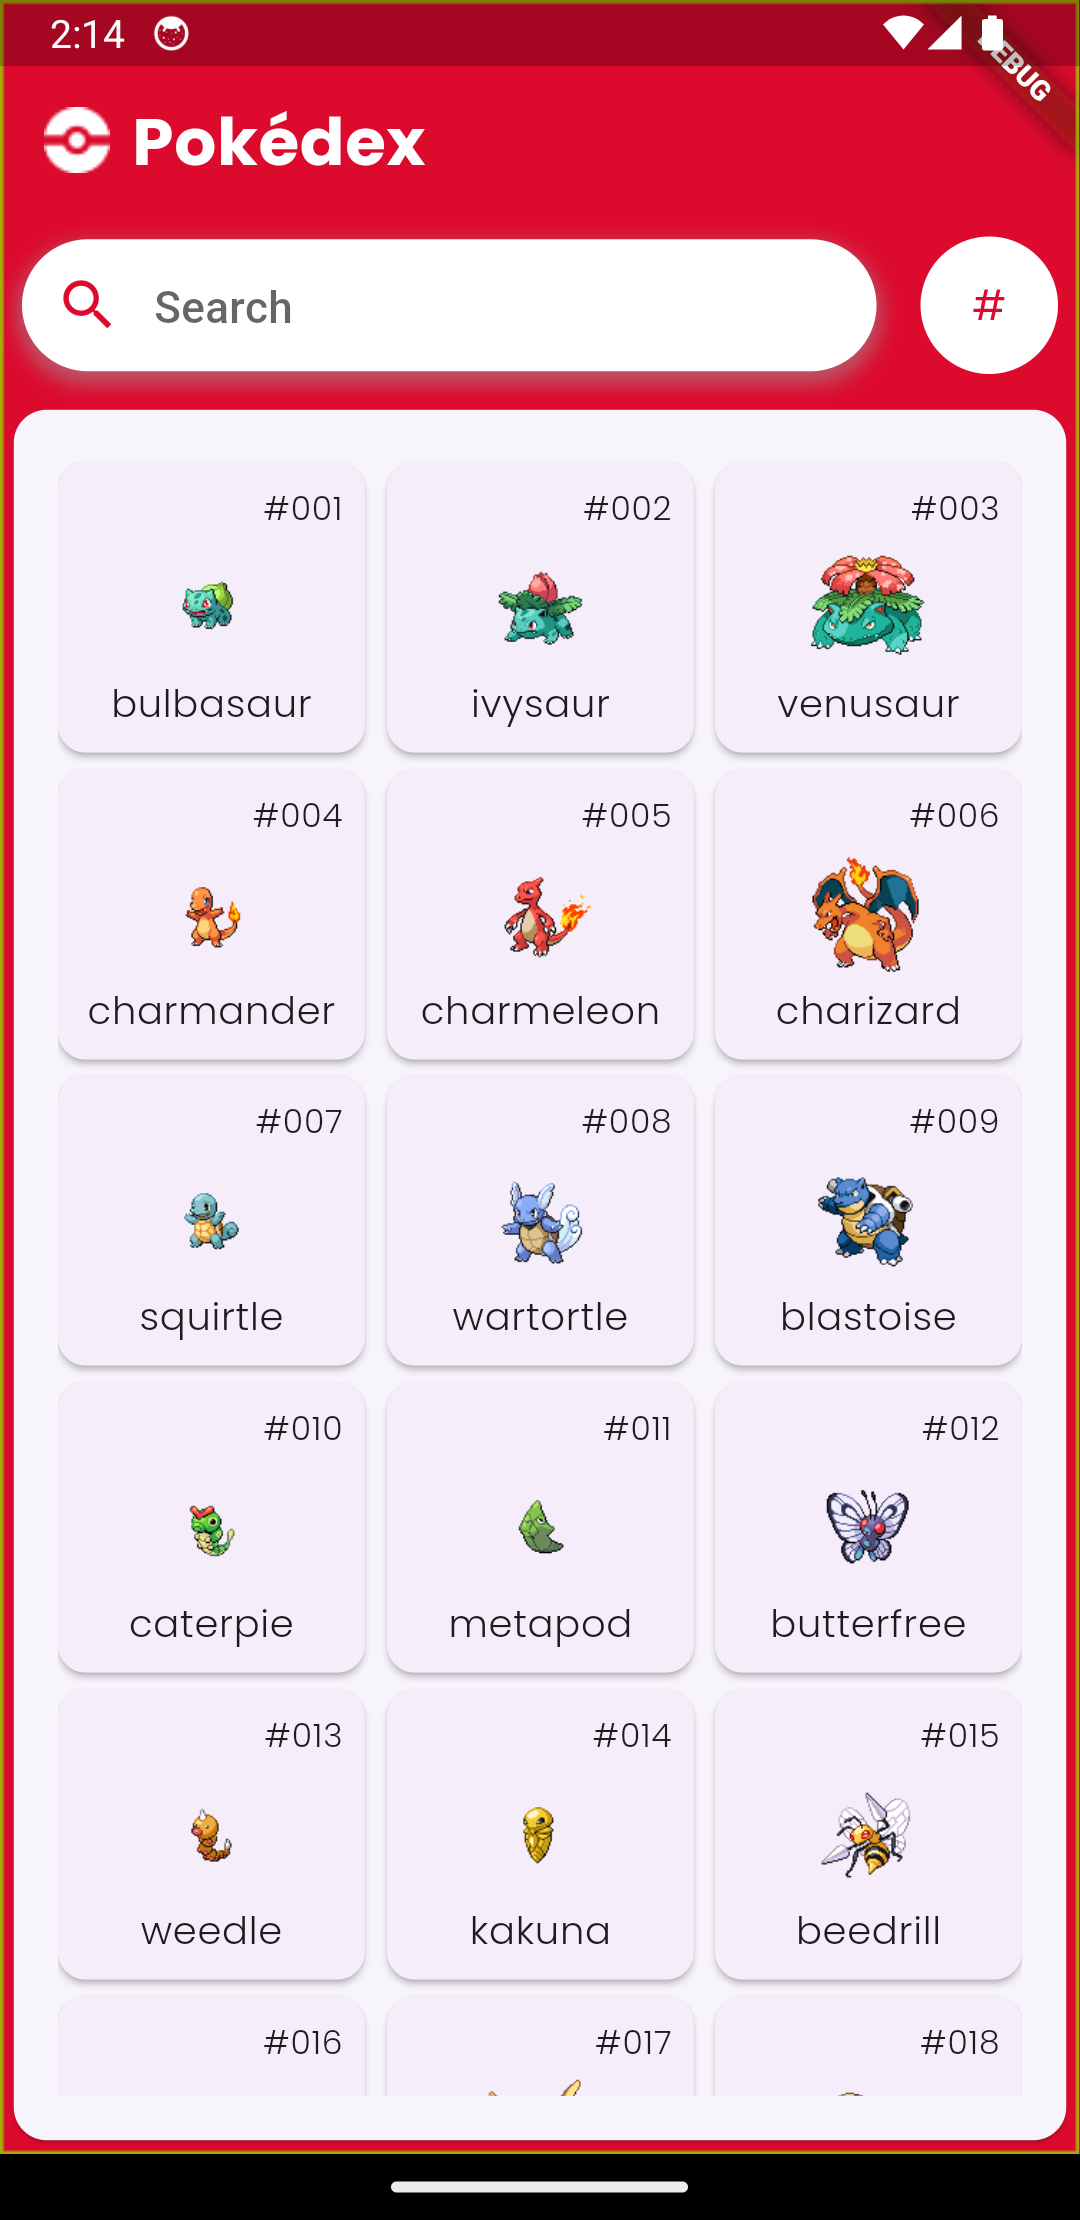 2:14
DEBUG
Pokédex
Search
#
#001 #002 #003
bulbasaur ivysaur venusaur
#004 #005 #006
charmander charmeleon charizard
#007 #008 #009
squirtle wartortle blastoise
#010 #011 #012
caterpie metapod butterfree
#013 #014 #015
weedle kakuna beedrill
#016 #017 #018